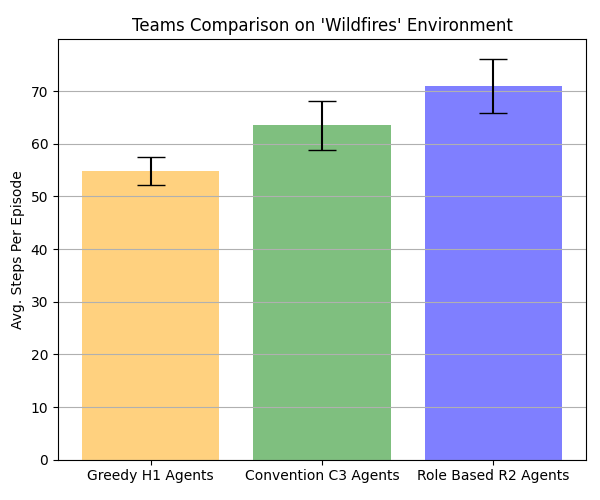 Teams Comparison on 'Wildfires' Environment
Avg. Steps Per Episode
70
60
50
40
30
20
10
0
Greedy H1 Agents
Convention C3 Agents
Role Based R2 Agents